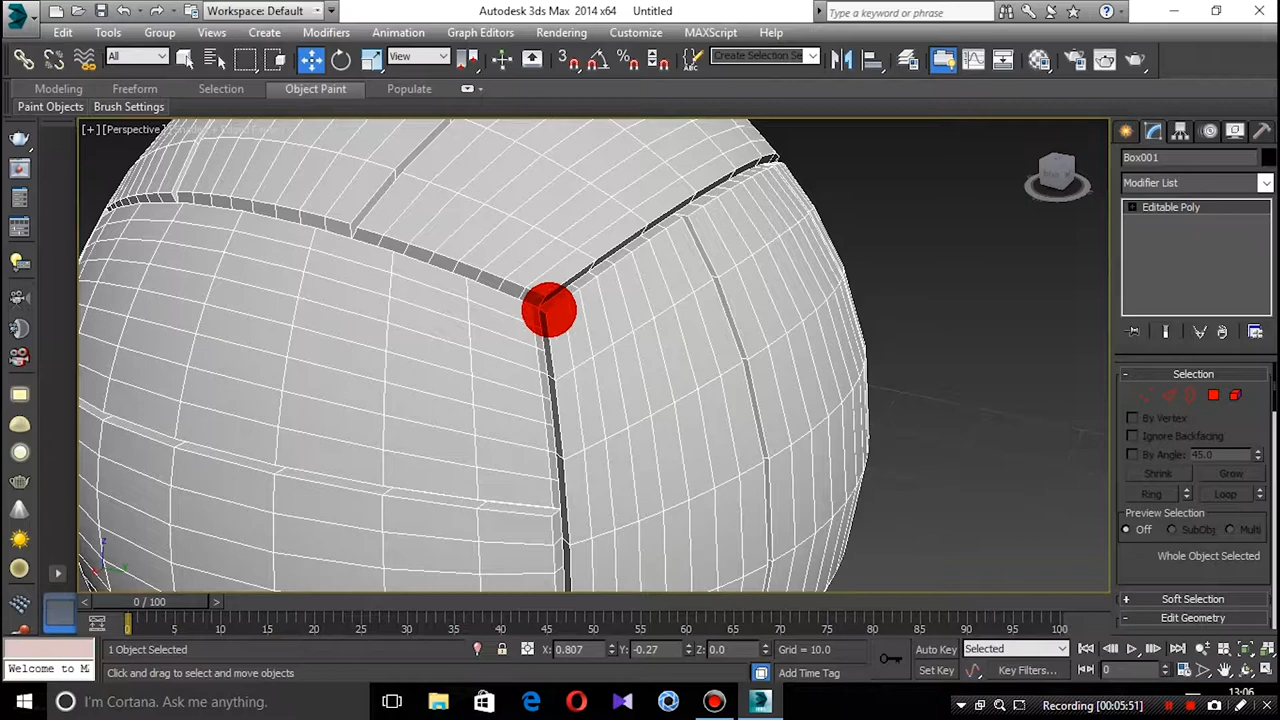 Workspace: Default
Autodesk 3ds Max 2014 x64
Untitled
Type a keyword or phrase
Edit
Tools
Group
Views
Create
Modifiers
Animation
Graph Editors
Rendering
Customize
MAXScript
Help
All
View
Create Selection Se
Modeling
Freeform
Selection
Object Paint
Populate
Paint Objects
Brush Settings
[+] [Perspective]
Box001
Modifier List
Editable Poly
Selection
By Vertex
Ignore Backfacing
By Angle: 45.0
Shrink
Grow
Ring
Loop
Preview Selection
Off
SubObj
Multi
Whole Object Selected
Soft Selection
Edit Geometry
0 / 100
0 5 10 15 20 25 30 35 40 45 50 55 60 65 70 75 80 85 90 95 100
1 Object Selected
X: 0.807
Y: -0.27
Z: 0.0
Grid = 10.0
Auto Key
Selected
Welcome to M
Click and drag to select and move objects
Add Time Tag
Set Key
Key Filters...
0
I'm Cortana. Ask me anything.
13:06
Recording [00:05:51]